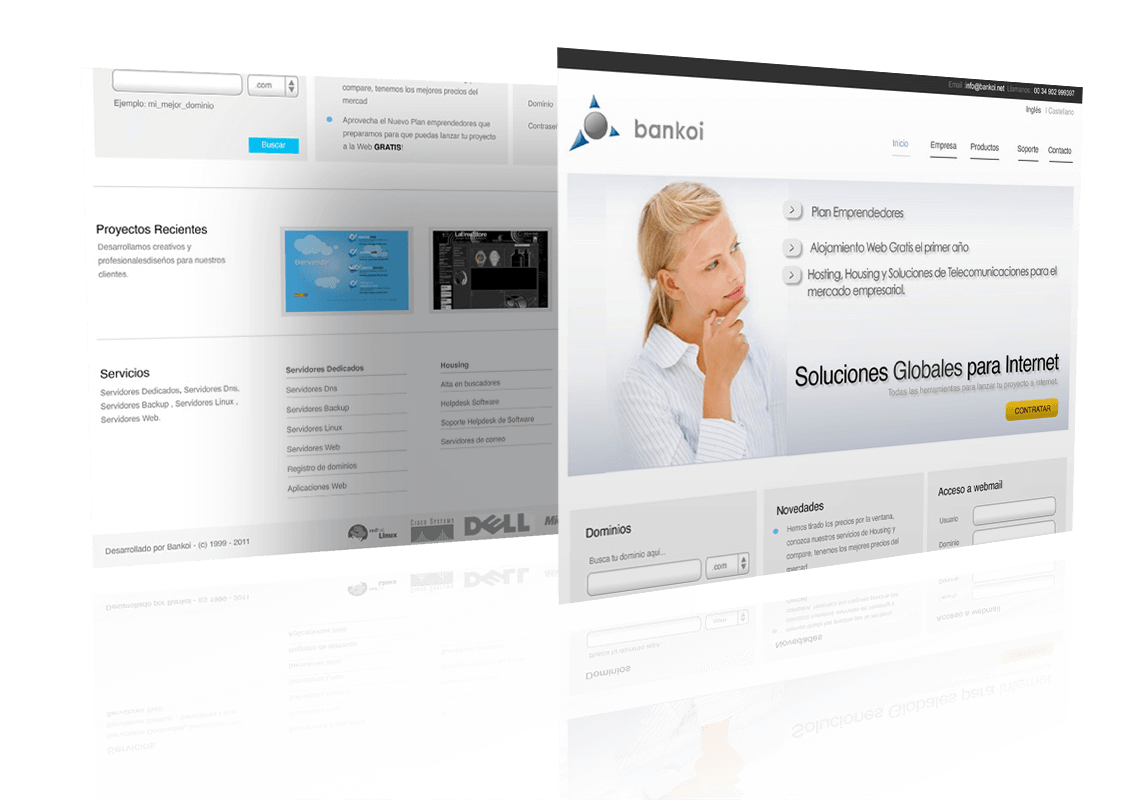 .com
Ejemplo: mi_mejor_dominio
Buscar
compare, tenemos los mejores precios del
mercad
Aprovecha el Nuevo Plan emprendedores que
preparamos para que puedas lanzar tu proyecto
a la Web GRATIS!
Dominio
Contraseñ
Proyectos Recientes
Desarrollamos creativos y
profesionalesdiseños para nuestros
clientes.
Bienvenido
LaEraStore
Servicios
Servidores Dedicados, Servidores Dns,
Servidores Backup , Servidores Linux ,
Servidores Web.
Servidores Dedicados
Servidores Dns
Servidores Backup
Servidores Linux
Servidores Web
Registro de dominios
Aplicaciones Web
Housing
Alta en buscadores
Helpdesk Software
Soporte Helpdesk de Software
Servidores de correo
Desarrollado por Bankoi - (c) 1999 - 2011
redhat
Linux
CISCO SYSTEMS
DELL
Mi
Email: info@bankoi.net Llamanos: 00 34 902 999397
Inglés | Castellano
bankoi
Inicio
Empresa
Productos
Soporte
Contacto
Plan Emprendedores
Alojamiento Web Gratis el primer año
Hosting, Housing y Soluciones de Telecomunicaciones para el
mercado empresarial.
Soluciones Globales para Internet
Todas las herramientas para lanzar tu proyecto a internet.
CONTRATAR
Dominios
Busca tu dominio aquí...
.com
Novedades
Hemos tirado los precios por la ventana,
conozca nuestros servicios de Housing y
compare, tenemos los mejores precios del
mercad
Acceso a webmail
Usuario
Dominio